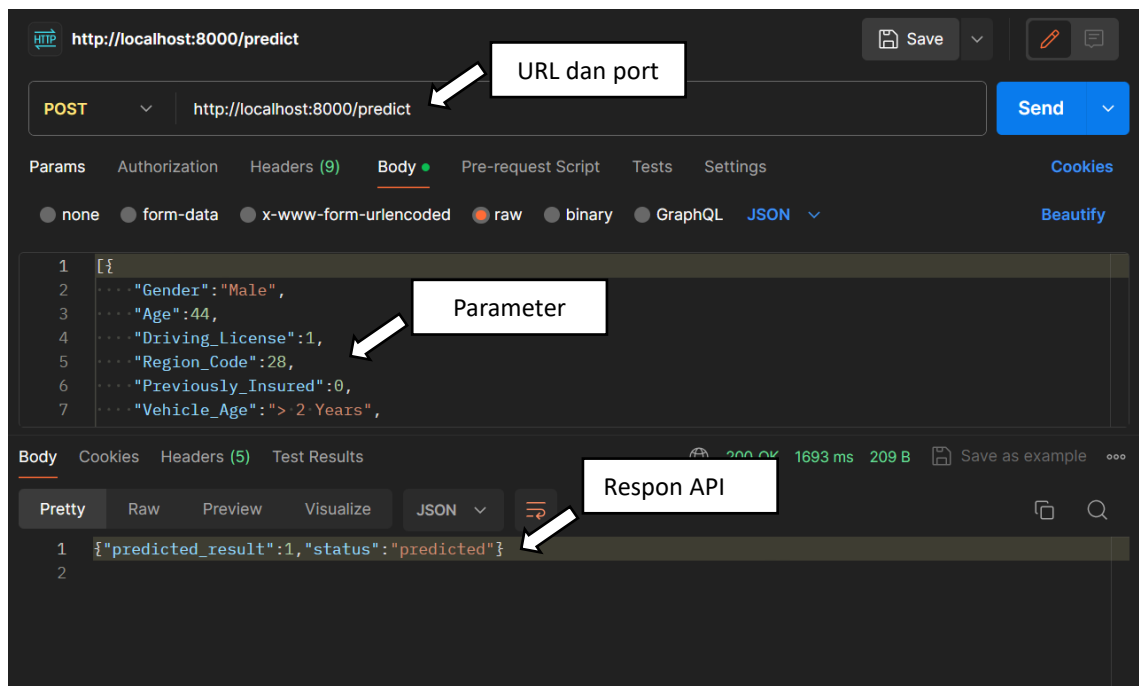 HTTP http://localhost:8000/predict Save
URL dan port
POST http://localhost:8000/predict Send
Params Authorization Headers (9) Body Pre-request Script Tests Settings Cookies
none form-data x-www-form-urlencoded raw binary GraphQL JSON Beautify
1 [{
2 ····"Gender":"Male",
3 ····"Age":44,
Parameter
4 ····"Driving_License":1,
5 ····"Region_Code":28,
6 ····"Previously_Insured":0,
7 ····"Vehicle_Age":">·2·Years",
Body Cookies Headers (5) Test Results 200 OK 1693 ms 209 B Save as example
Respon API
Pretty Raw Preview Visualize JSON
1 {"predicted_result":1,"status":"predicted"}
2